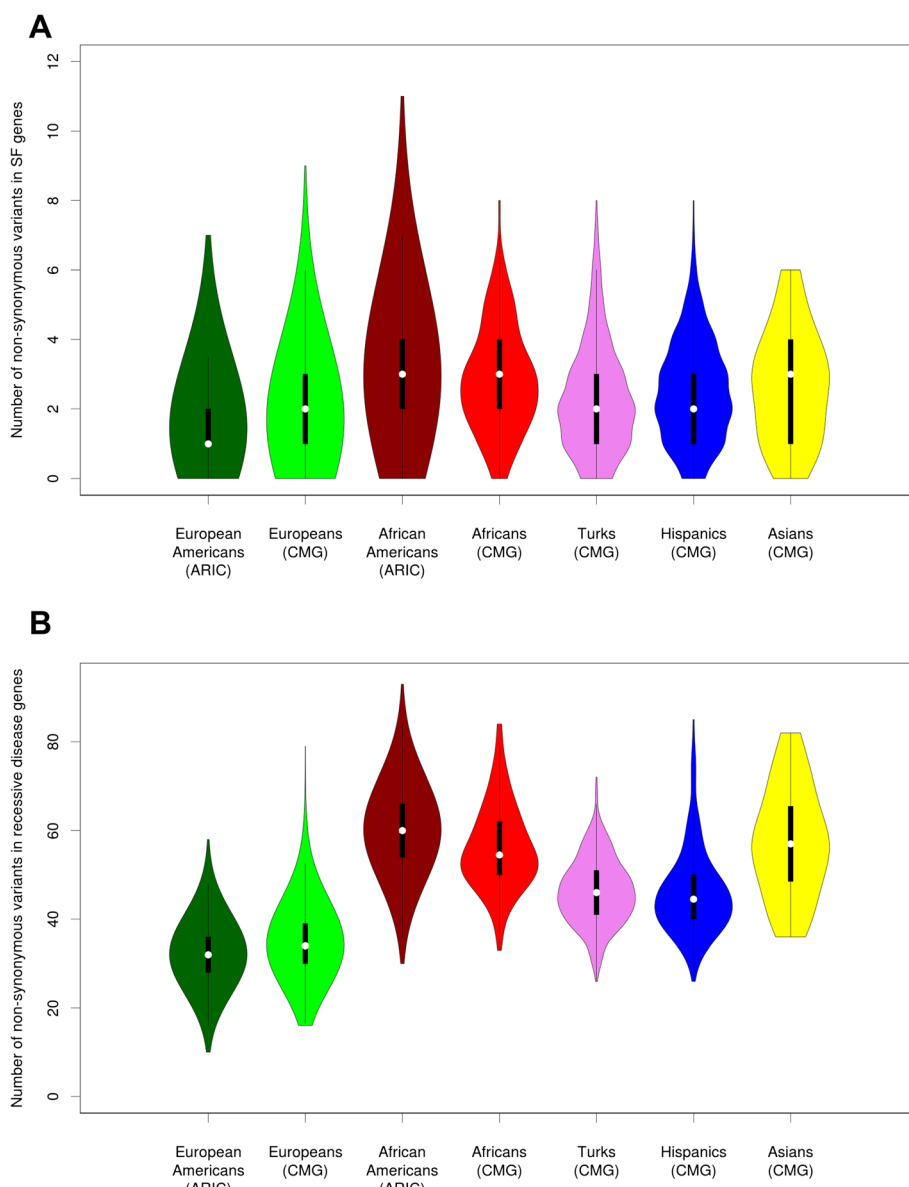 A
Number of non-synonymous variants in SF genes
12
10
8
6
4
2
0
European Americans (ARIC)
Europeans (CMG)
African Americans (ARIC)
Africans (CMG)
Turks (CMG)
Hispanics (CMG)
Asians (CMG)
B
Number of non-synonymous variants in recessive disease genes
80
60
40
20
0
European Americans (ARIC)
Europeans (CMG)
African Americans (ARIC)
Africans (CMG)
Turks (CMG)
Hispanics (CMG)
Asians (CMG)